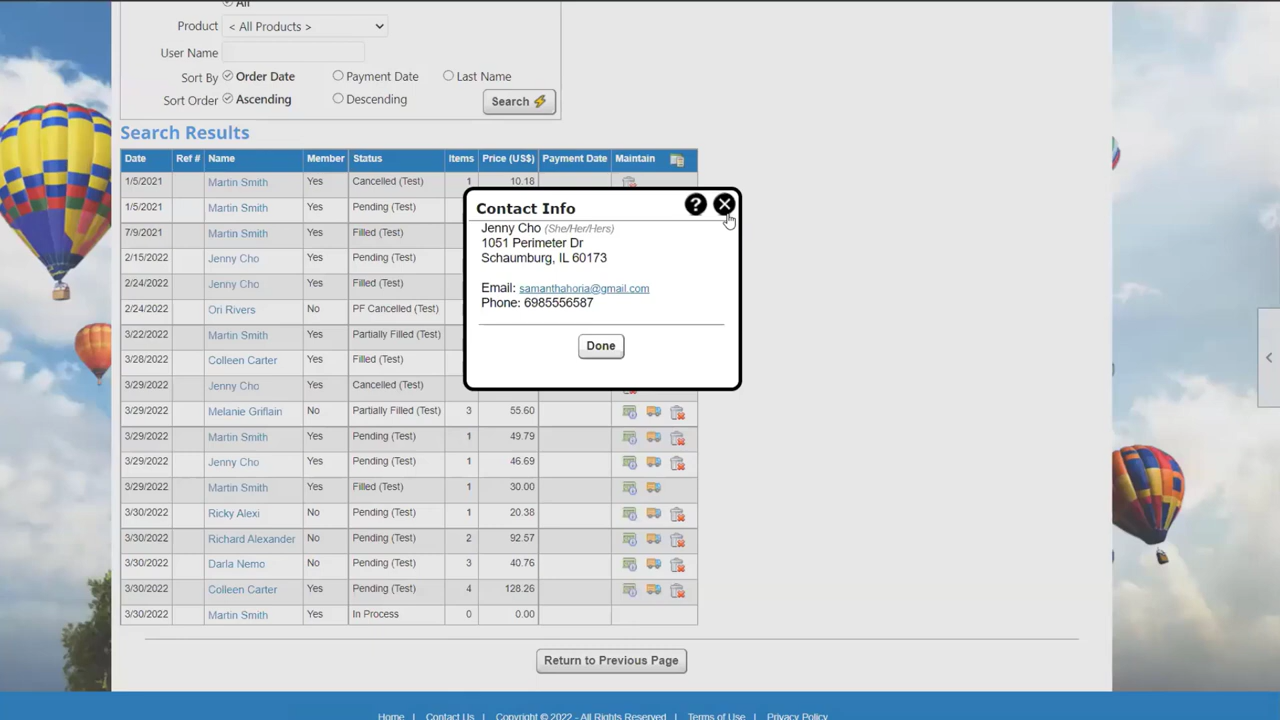 All
Product < All Products >
User Name
Sort By Order Date Payment Date Last Name
Sort Order Ascending Descending Search
Search Results
Date Ref # Name Member Status Items Price (US$) Payment Date Maintain
1/5/2021 Martin Smith Yes Cancelled (Test) 1 10.18
1/5/2021 Martin Smith Yes Pending (Test)
7/9/2021 Martin Smith Yes Filled (Test)
2/15/2022 Jenny Cho Yes Pending (Test)
2/24/2022 Jenny Cho Yes Filled (Test)
2/24/2022 Ori Rivers No PF Cancelled (Test)
3/22/2022 Martin Smith Yes Partially Filled (Test)
3/28/2022 Colleen Carter Yes Filled (Test)
3/29/2022 Jenny Cho Yes Cancelled (Test)
3/29/2022 Melanie Griflain No Partially Filled (Test) 3 55.60
3/29/2022 Martin Smith Yes Pending (Test) 1 49.79
3/29/2022 Jenny Cho Yes Pending (Test) 1 46.69
3/29/2022 Martin Smith Yes Filled (Test) 1 30.00
3/30/2022 Ricky Alexi No Pending (Test) 1 20.38
3/30/2022 Richard Alexander No Pending (Test) 2 92.57
3/30/2022 Darla Nemo No Pending (Test) 3 40.76
3/30/2022 Colleen Carter Yes Pending (Test) 4 128.26
3/30/2022 Martin Smith Yes In Process 0 0.00
Contact Info ?
Jenny Cho (She/Her/Hers)
1051 Perimeter Dr
Schaumburg, IL 60173
Email: samanthahoria@gmail.com
Phone: 6985556587
Done
Return to Previous Page
Home | Contact Us | Copyright © 2022 - All Rights Reserved | Terms of Use | Privacy Policy